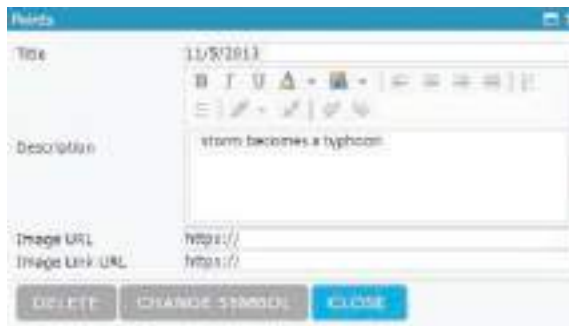 Points
Title
11/5/2013
B I U A
Description
storm becomes a typhoon
Image URL
https://
Image Link URL
https://
DELETE
CHANGE SYMBOL
CLOSE